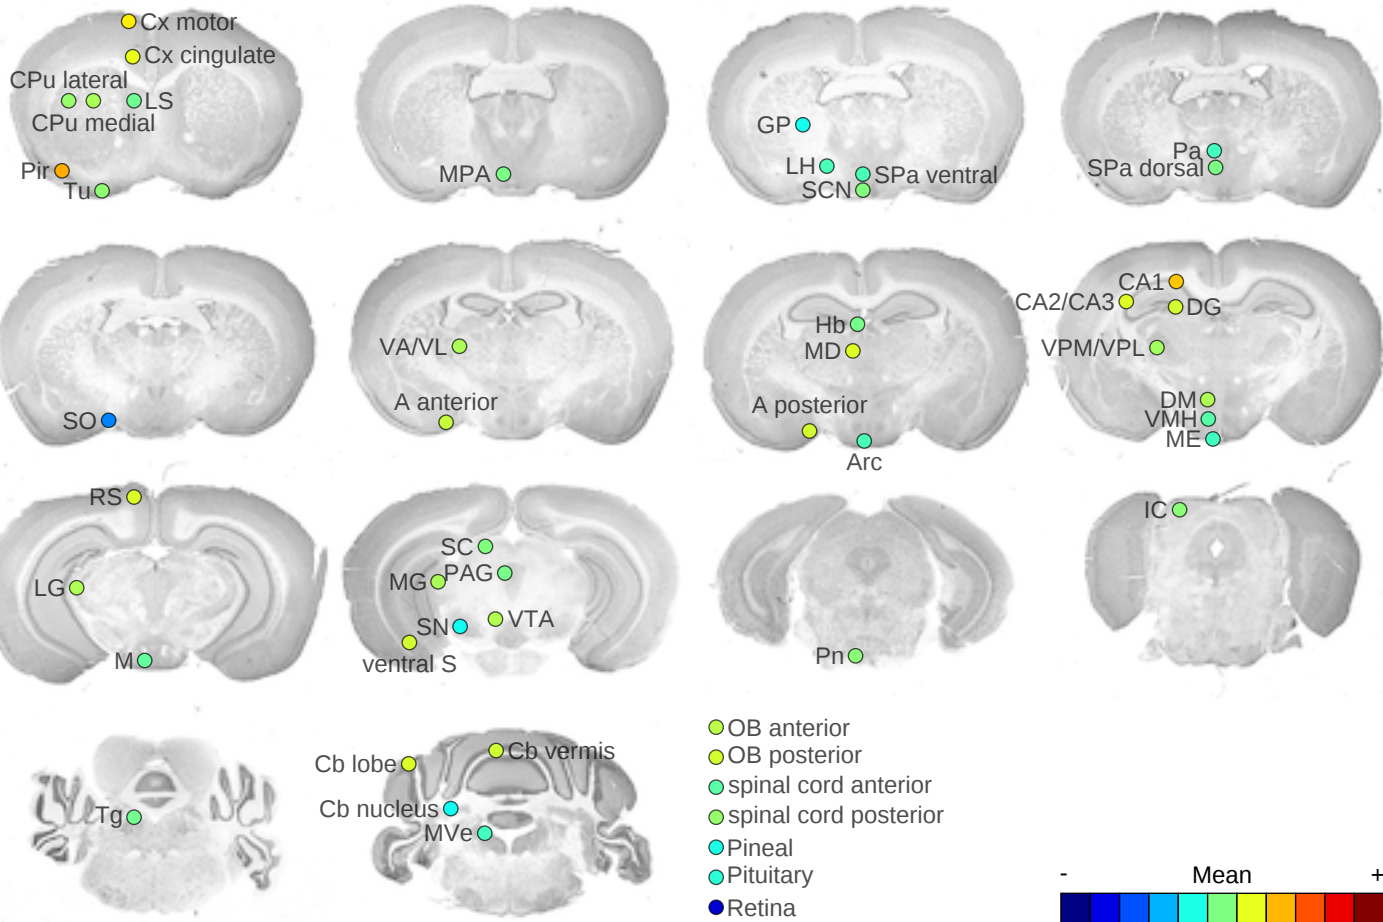 Cx motor
Cx cingulate
CPu lateral
LS
CPu medial
Pir
Tu
MPA
GP
LH
SPa ventral
SCN
Pa
SPa dorsal
SO
VA/VL
A anterior
Hb
MD
A posterior
Arc
CA1
CA2/CA3
DG
VPM/VPL
DM
VMH
ME
RS
LG
M
SC
PAG
MG
SN
VTA
ventral S
Pn
IC
Tg
Cb lobe
Cb vermis
Cb nucleus
MVe
OB anterior
OB posterior
spinal cord anterior
spinal cord posterior
Pineal
Pituitary
Retina
- Mean +